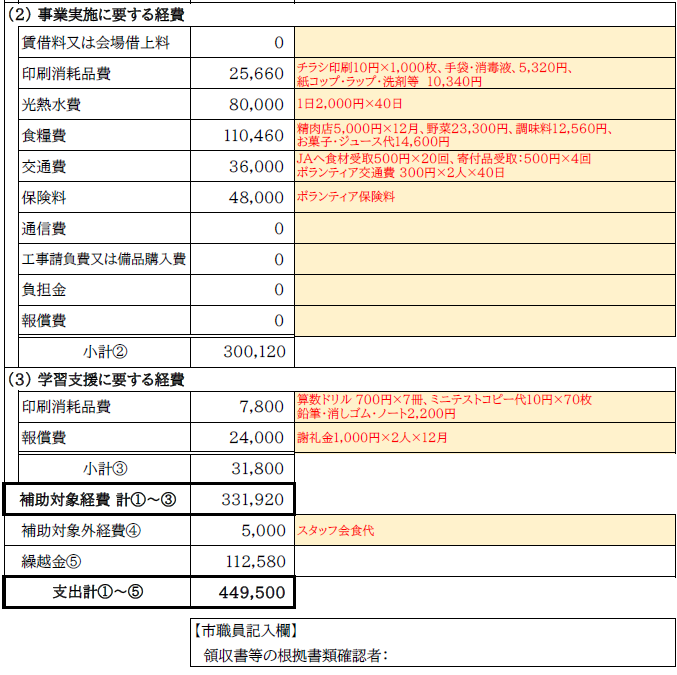 (2) 事業実施に要する経費
賃借料又は会場借上料 0
印刷消耗品費 25,660 チラシ印刷10円×1,000枚、手袋・消毒液、5,320円、
紙コップ・ラップ・洗剤等 10,340円
光熱水費 80,000 1日2,000円×40日
食糧費 110,460 精肉店5,000円×12月、野菜23,300円、調味料12,560円、
お菓子・ジュース代14,600円
交通費 36,000 JAへ食材受取500円×20回、寄付品受取：500円×4回
ボランティア交通費 300円×2人×40日
保険料 48,000 ボランティア保険料
通信費 0
工事請負費又は備品購入費 0
負担金 0
報償費 0
小計② 300,120
(3) 学習支援に要する経費
印刷消耗品費 7,800 算数ドリル 700円×7冊、ミニテストコピー代10円×70枚
鉛筆・消しゴム・ノート2,200円
報償費 24,000 謝礼金1,000円×2人×12月
小計③ 31,800
補助対象経費 計①～③ 331,920
補助対象外経費④ 5,000 スタッフ会食代
繰越金⑤ 112,580
支出計①～⑤ 449,500
【市職員記入欄】
領収書等の根拠書類確認者：